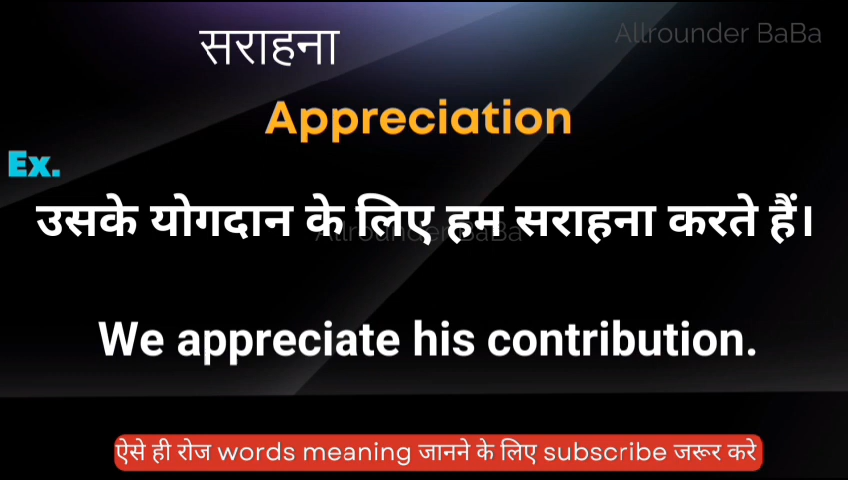 सराहना
Allrounder BaBa
Appreciation
Ex.
उसके योगदान के लिए हम सराहना करते हैं।
Allrounder BaBa
We appreciate his contribution.
ऐसे ही रोज words meaning जानने के लिए subscribe जरूर करे